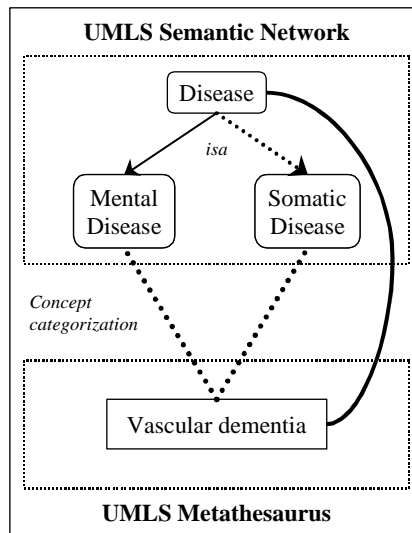 UMLS Semantic Network
Disease
isa
Mental
Disease
Somatic
Disease
Concept
categorization
Vascular dementia
UMLS Metathesaurus